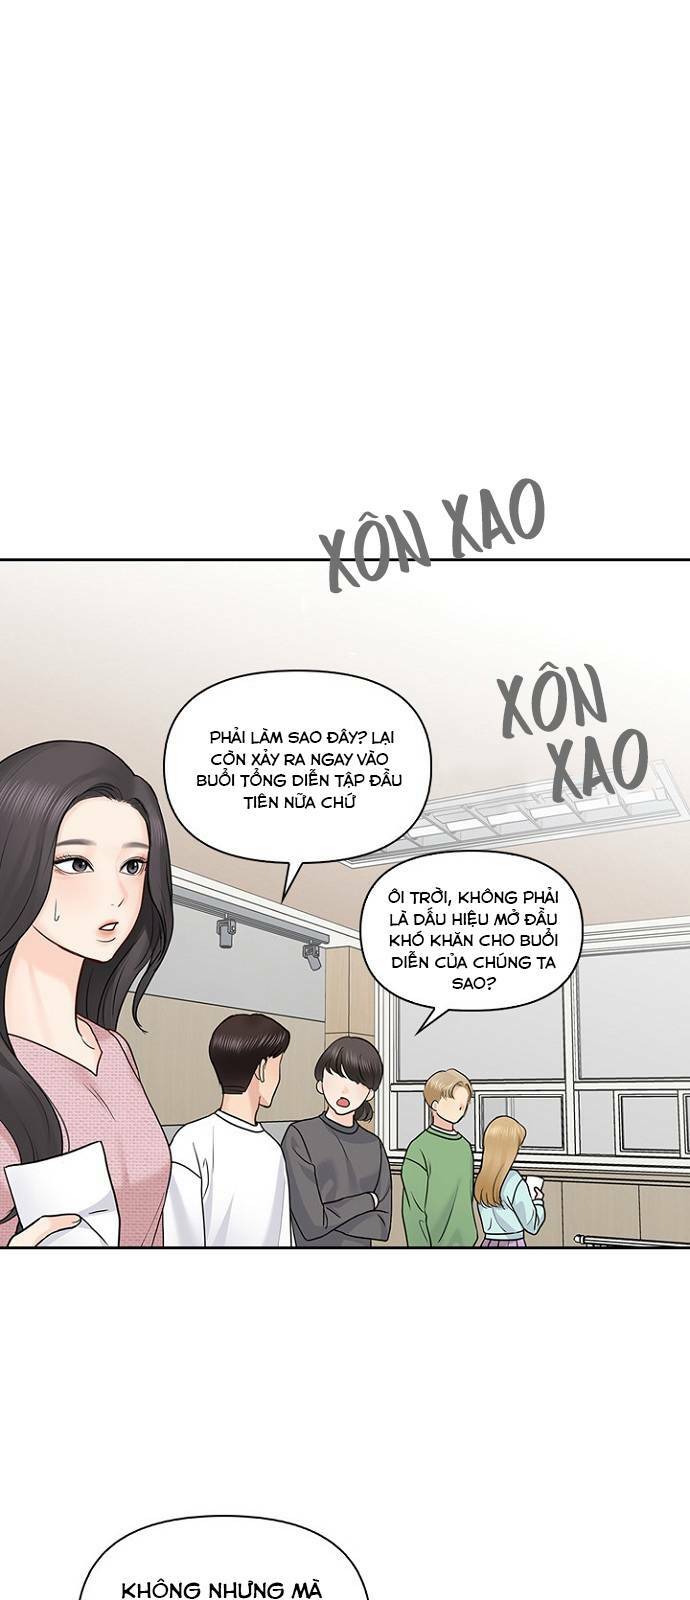 XÔN XAO
XÔN
XAO
PHẢI LÀM SAO ĐÂY? LẠI
CÒN XẢY RA NGAY VÀO
BUỔI TỔNG DIỄN TẬP ĐẦU
TIÊN NỮA CHỨ
ÔI TRỜI, KHÔNG PHẢI
LÀ DẤU HIỆU MỞ ĐẦU
KHÓ KHĂN CHO BUỔI
DIỄN CỦA CHÚNG TA
SAO?
KHÔNG NHƯNG MÀ